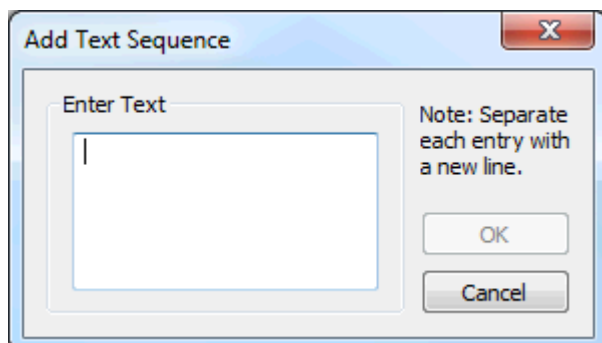 Add Text Sequence
Enter Text
Note: Separate
each entry with
a new line.
OK
Cancel